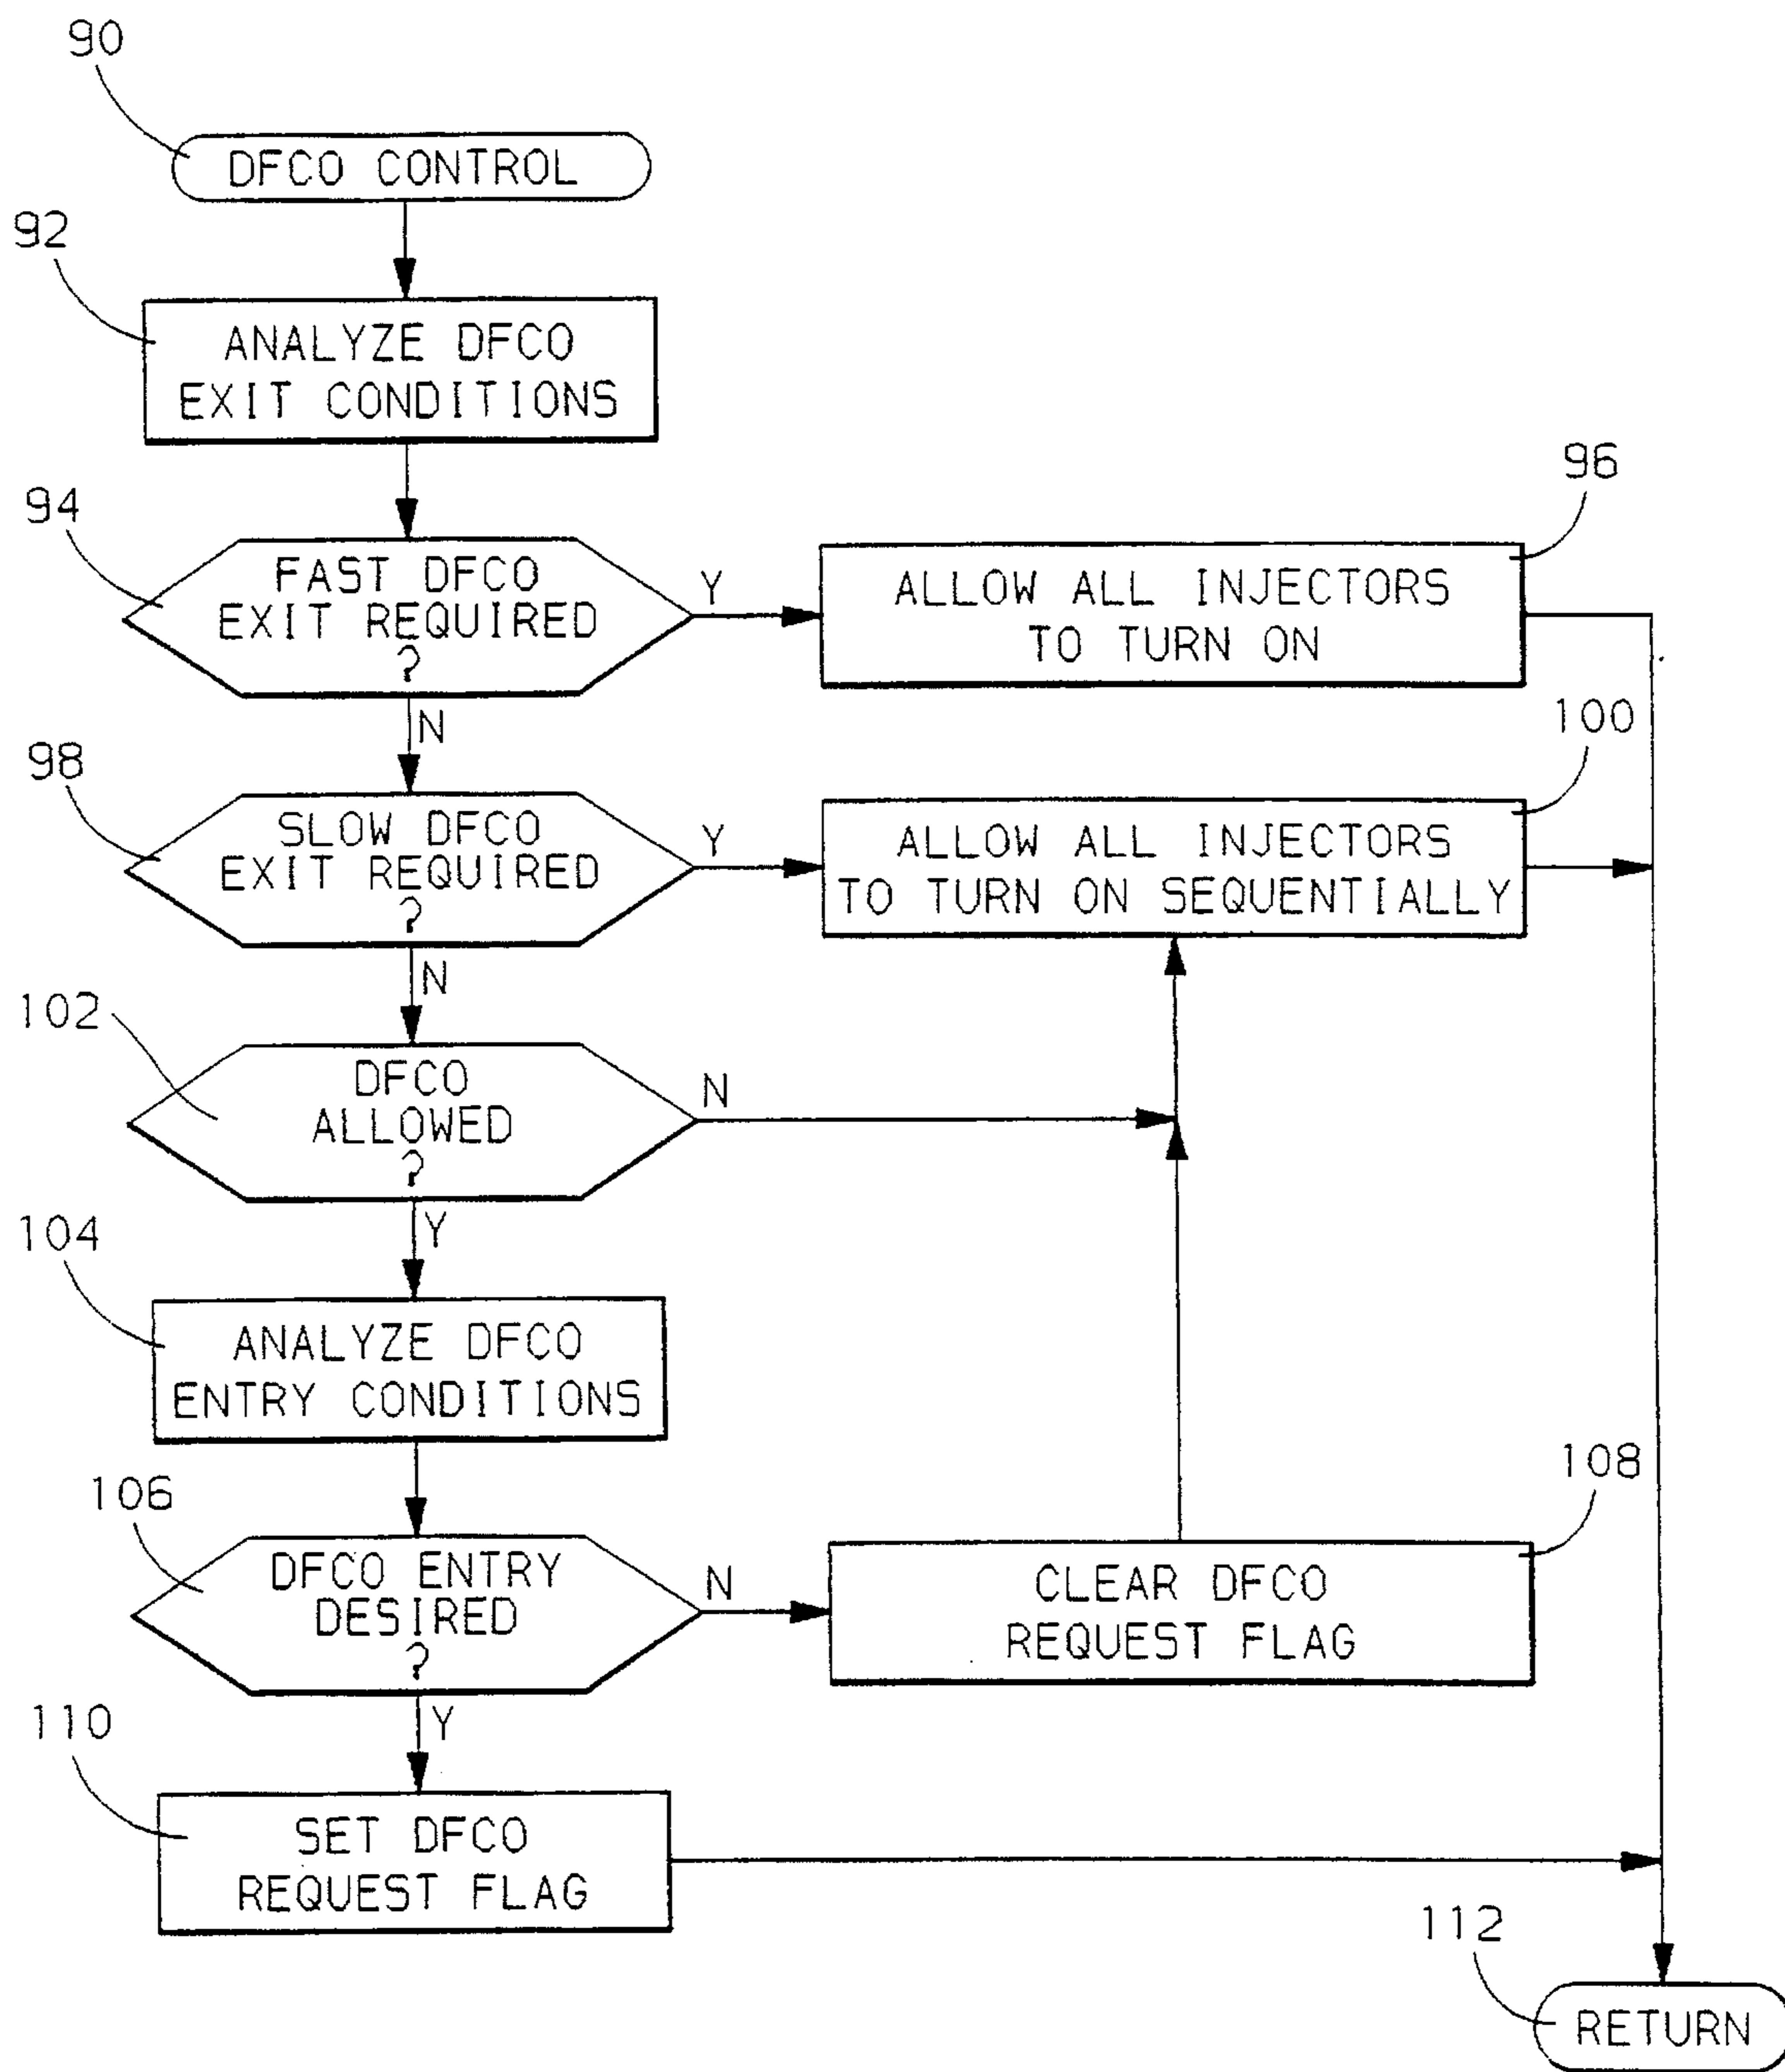 90
DFCO CONTROL
92
ANALYZE DFCO
EXIT CONDITIONS
94
FAST DFCO
EXIT REQUIRED
?
Y
N
96
ALLOW ALL INJECTORS
TO TURN ON
98
SLOW DFCO
EXIT REQUIRED
?
Y
N
100
ALLOW ALL INJECTORS
TO TURN ON SEQUENTIALLY
102
DFCO
ALLOWED
?
N
Y
104
ANALYZE DFCO
ENTRY CONDITIONS
106
DFCO ENTRY
DESIRED
?
N
Y
108
CLEAR DFCO
REQUEST FLAG
110
SET DFCO
REQUEST FLAG
112
RETURN